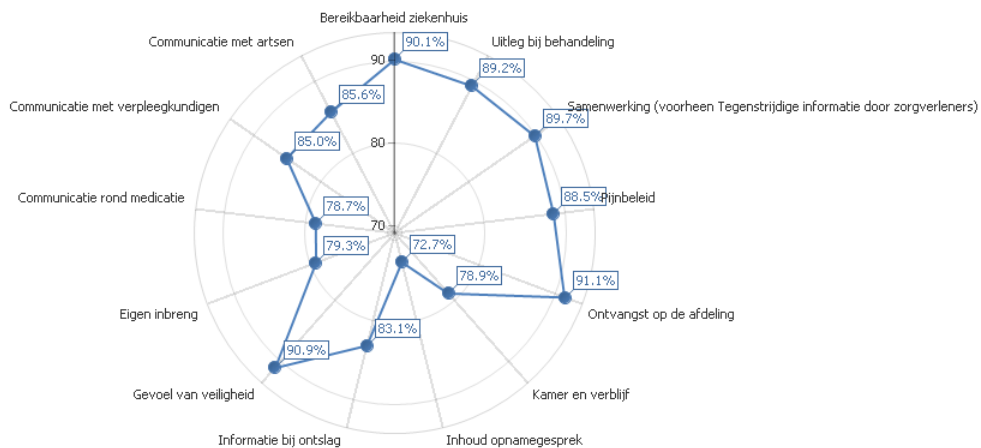 Bereikbaarheid ziekenhuis
90.1%
Uitleg bij behandeling
89.2%
Samenwerking (voorheen Tegenstrijdige informatie door zorgverleners)
89.7%
Pijnbeleid
88.5%
Ontvangst op de afdeling
91.1%
Kamer en verblijf
78.9%
Inhoud opnamegesprek
72.7%
Informatie bij ontslag
83.1%
Gevoel van veiligheid
90.9%
Eigen inbreng
79.3%
Communicatie rond medicatie
78.7%
Communicatie met verpleegkundigen
85.0%
Communicatie met artsen
85.6%
90
80
70